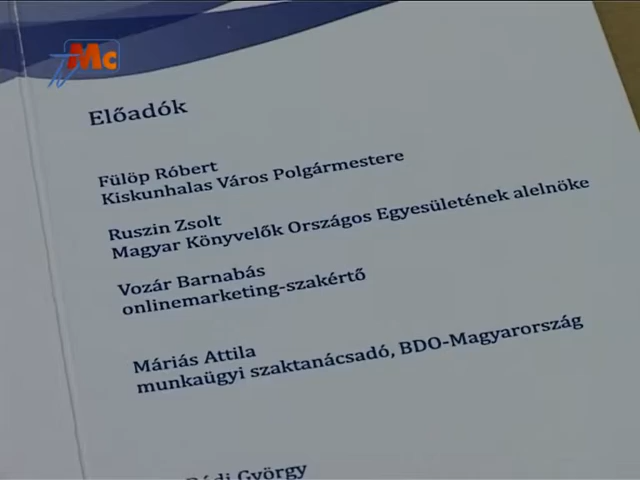 Mc
Előadók
Fülöp Róbert
Kiskunhalas Város Polgármestere
Ruszin Zsolt
Magyar Könyvelők Országos Egyesületének alelnöke
Vozár Barnabás
onlinemarketing-szakértő
Máriás Attila
munkaügyi szaktanácsadó, BDO-Magyarország
György